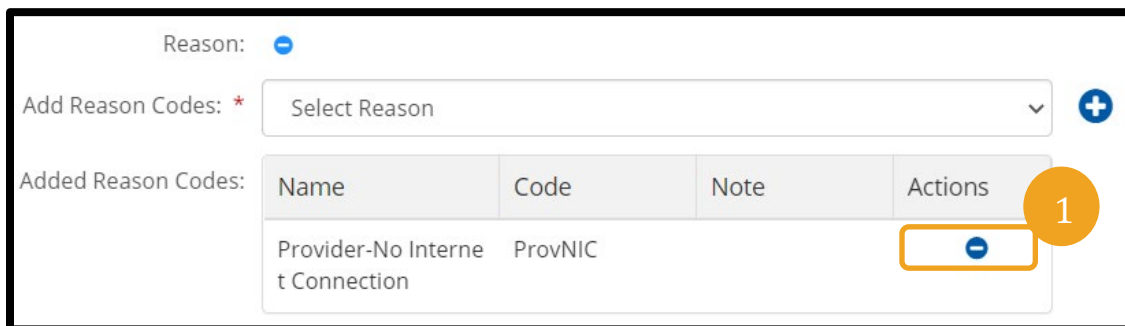 Reason:
Add Reason Codes: * Select Reason
Added Reason Codes: Name Code Note Actions
1
Provider-No Interne ProvNIC
t Connection